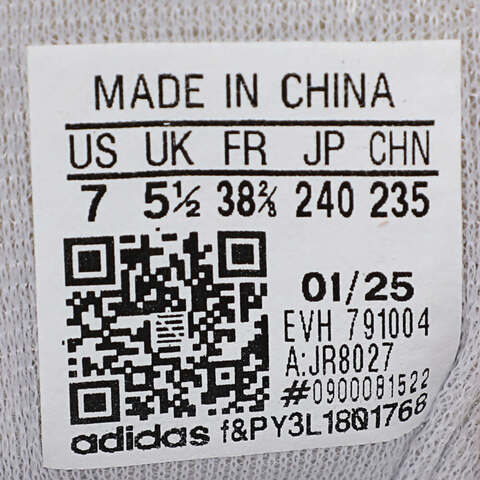 MADE IN CHINA
US UK FR JP CHN
7 5½ 38⅔ 240 235
01/25
EVH 791004
A:JR8027
#0900081522
adidas f&PY3L18Q1768